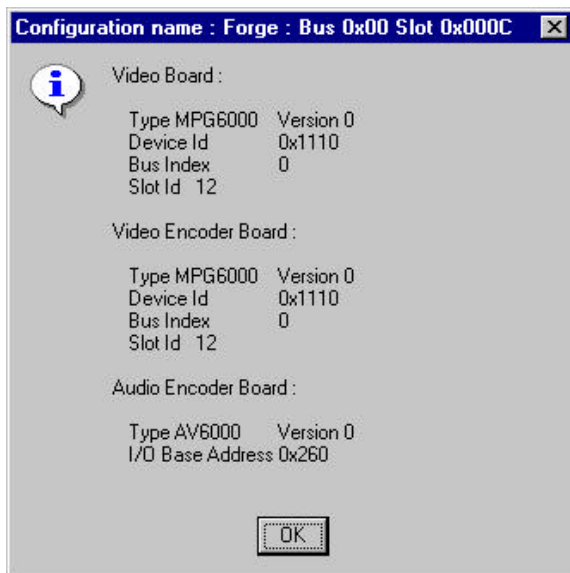 Configuration name : Forge : Bus 0x00 Slot 0x000C
Video Board :
Type MPG6000 Version 0
Device Id 0x1110
Bus Index 0
Slot Id 12
Video Encoder Board :
Type MPG6000 Version 0
Device Id 0x1110
Bus Index 0
Slot Id 12
Audio Encoder Board :
Type AV6000 Version 0
I/O Base Address 0x260
OK